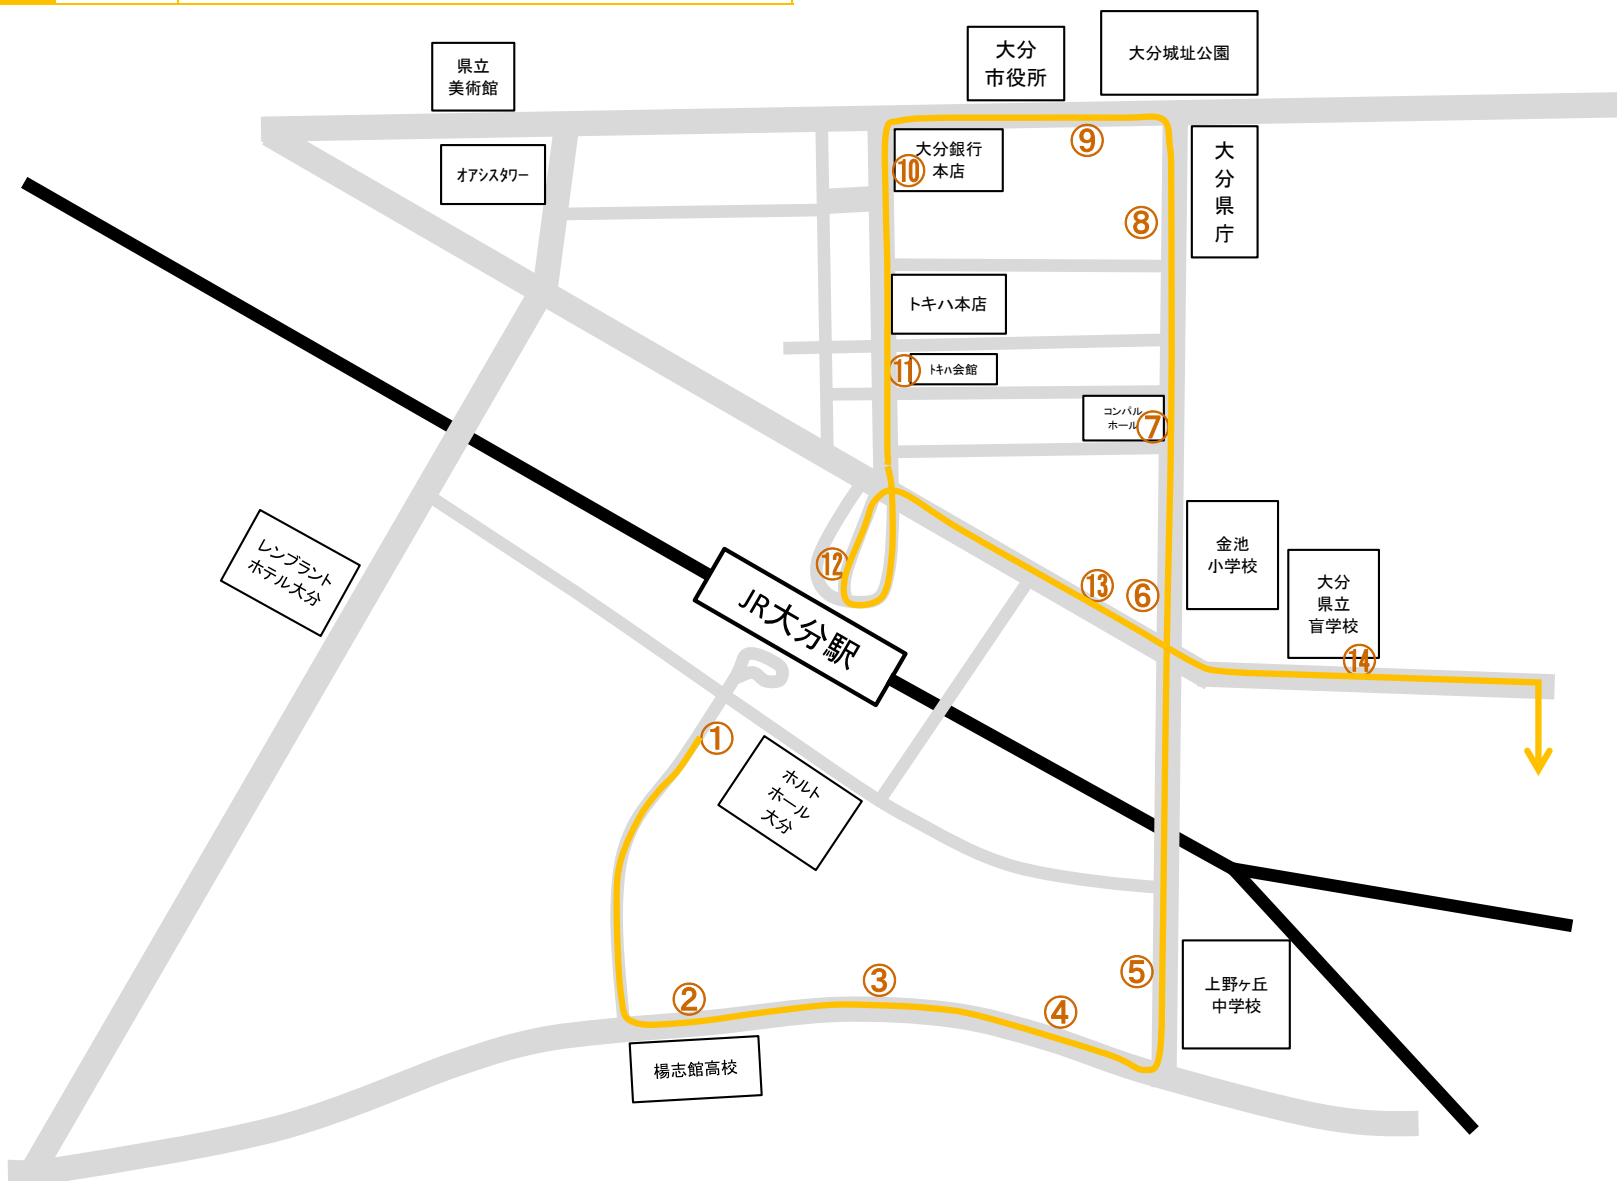 県立
美術館
大分
市役所
大分城址公園
オアシスタワー
⑨
大分銀行
本店
⑩
大
分
県
庁
⑧
トキハ本店
⑪
トキハ会館
コンパル
ホール
⑦
レンブラント
ホテル大分
⑫
JR大分駅
⑬
⑥
金池
小学校
大分
県立
盲学校
⑭
①
ホルト
ホール
大分
②
③
④
⑤
上野ヶ丘
中学校
楊志館高校